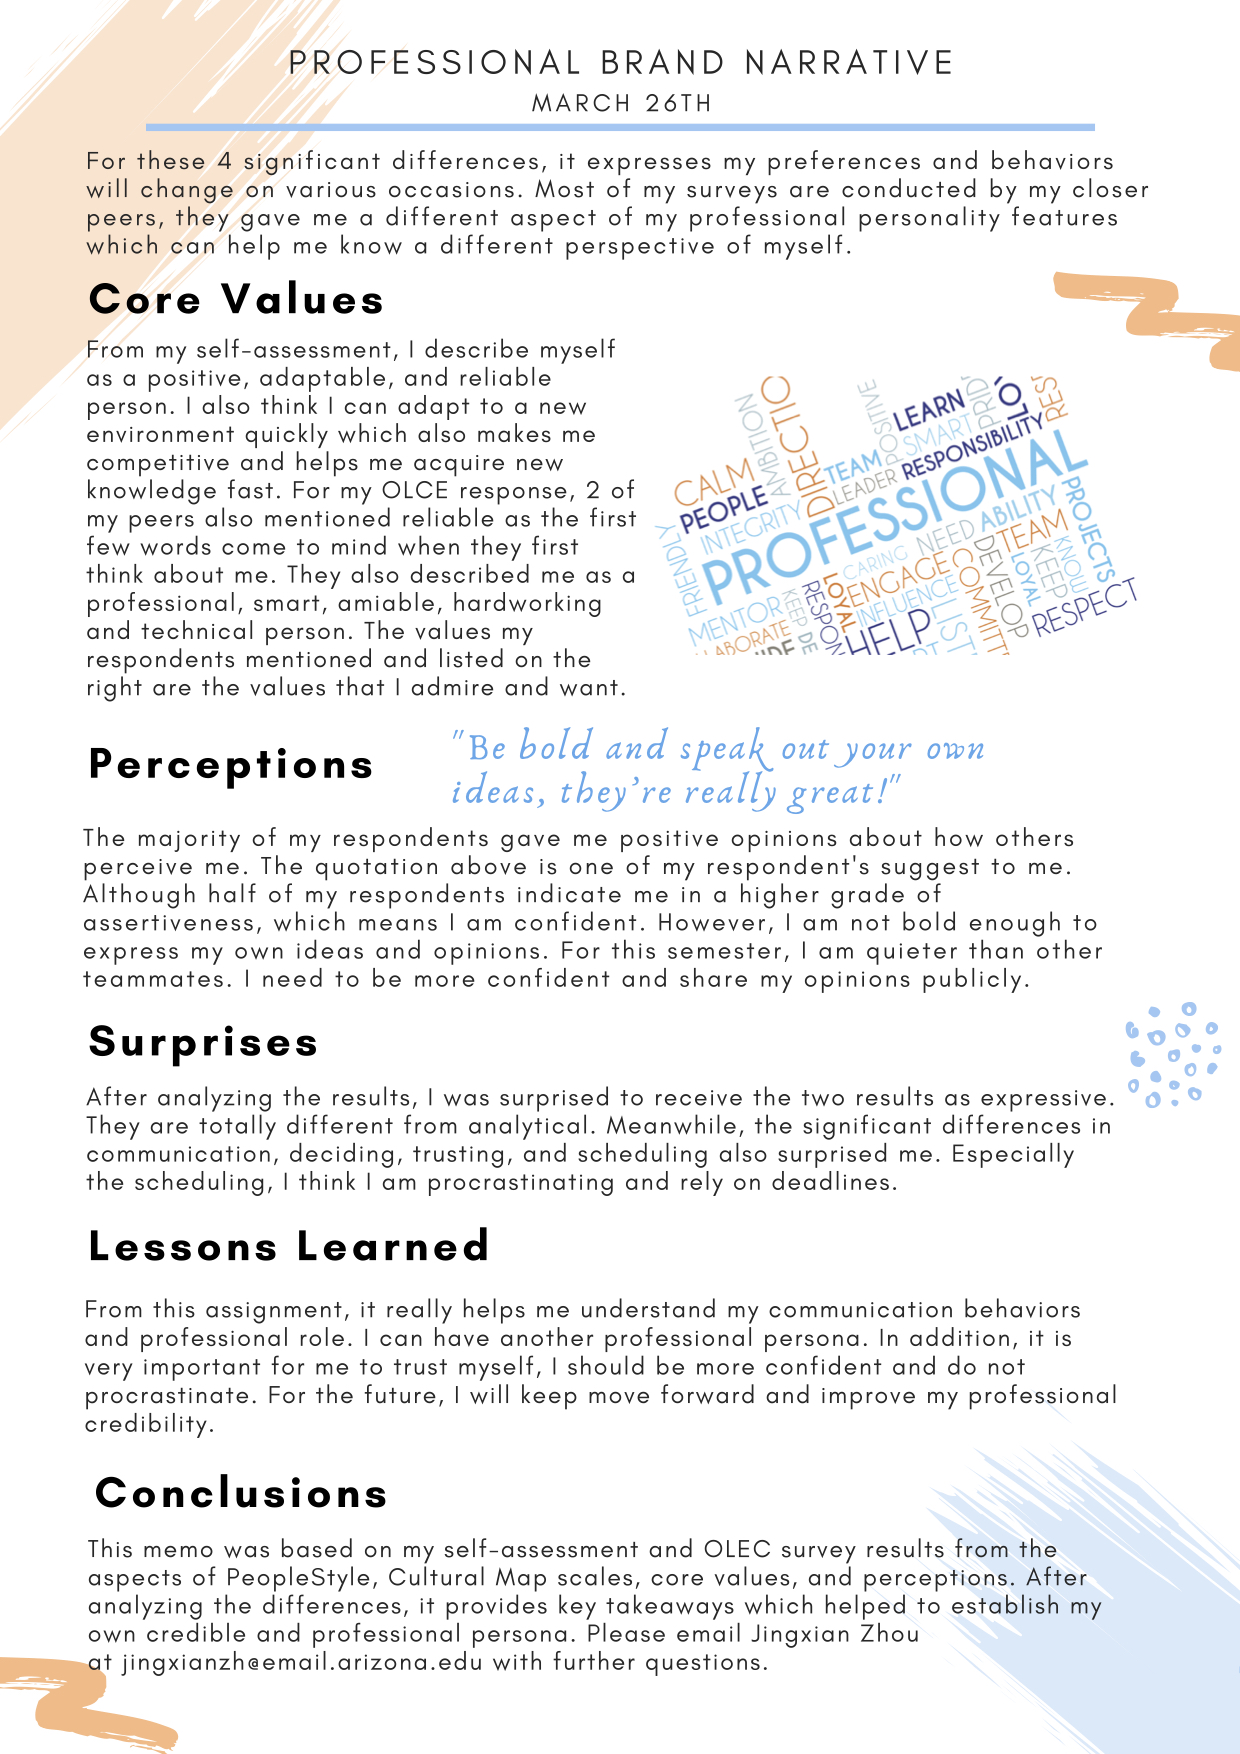 PROFESSIONAL BRAND NARRATIVE
MARCH 26TH
For these 4 significant differences, it expresses my preferences and behaviors
will change on various occasions. Most of my surveys are conducted by my closer
peers, they gave me a different aspect of my professional personality features
which can help me know a different perspective of myself.
Core Values
From my self-assessment, I describe myself
as a positive, adaptable, and reliable
person. I also think I can adapt to a new
environment quickly which also makes me
competitive and helps me acquire new
knowledge fast. For my OLCE response, 2 of
my peers also mentioned reliable as the first
few words come to mind when they first
think about me. They also described me as a
professional, smart, amiable, hardworking
and technical person. The values my
respondents mentioned and listed on the
right are the values that I admire and want.
CALM
PEOPLE
AMBITION
DIRECTIO
INTEGRITY
FRIENDLY
TEAM
LEADER
POSITIVE
LEARN
SMART
PRID
RESPONSIBILITY
LO
RES
PROFESSIONAL
MENTOR
LABORATE
KEEP
DE
RESPON
LOYAL
CARING
ENGAGE
INFLUENCE
HELP
LIST
NEED
ABILITY
TEAM
PROJECTS
DEVELOP
COMMITT
KEEP
KNOW
LOYAL
RESPECT
Perceptions
"Be bold and speak out your own
ideas, they're really great!"
The majority of my respondents gave me positive opinions about how others
perceive me. The quotation above is one of my respondent's suggest to me.
Although half of my respondents indicate me in a higher grade of
assertiveness, which means I am confident. However, I am not bold enough to
express my own ideas and opinions. For this semester, I am quieter than other
teammates. I need to be more confident and share my opinions publicly.
Surprises
After analyzing the results, I was surprised to receive the two results as expressive.
They are totally different from analytical. Meanwhile, the significant differences in
communication, deciding, trusting, and scheduling also surprised me. Especially
the scheduling, I think I am procrastinating and rely on deadlines.
Lessons Learned
From this assignment, it really helps me understand my communication behaviors
and professional role. I can have another professional persona. In addition, it is
very important for me to trust myself, I should be more confident and do not
procrastinate. For the future, I will keep move forward and improve my professional
credibility.
Conclusions
This memo was based on my self-assessment and OLEC survey results from the
aspects of PeopleStyle, Cultural Map scales, core values, and perceptions. After
analyzing the differences, it provides key takeaways which helped to establish my
own credible and professional persona. Please email Jingxian Zhou
at jingxianzh@email.arizona.edu with further questions.